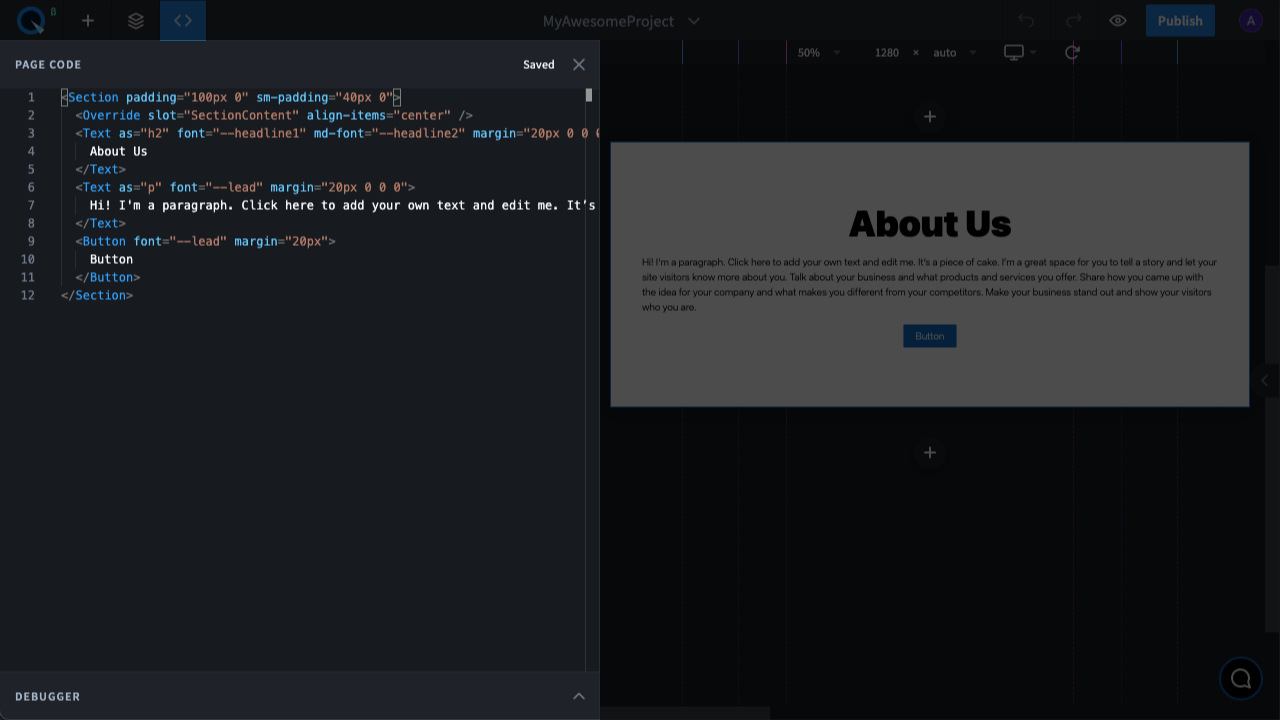 β
MyAwesomeProject
Publish
A
PAGE CODE
Saved
50%
1280 × auto
1 <Section padding="100px 0" sm-padding="40px 0">
2 <Override slot="SectionContent" align-items="center" />
3 <Text as="h2" font="--headline1" md-font="--headline2" margin="20px 0 0 0
4 About Us
5 </Text>
6 <Text as="p" font="--lead" margin="20px 0 0 0">
7 Hi! I'm a paragraph. Click here to add your own text and edit me. It's
8 </Text>
9 <Button font="--lead" margin="20px">
10 Button
11 </Button>
12 </Section>
About Us
Hi! I'm a paragraph. Click here to add your own text and edit me. It's a piece of cake. I'm a great space for you to tell a story and let your
site visitors know more about you. Talk about your business and what products and services you offer. Share how you came up with
the idea for your company and what makes you different from your competitors. Make your business stand out and show your visitors
who you are.
Button
DEBUGGER